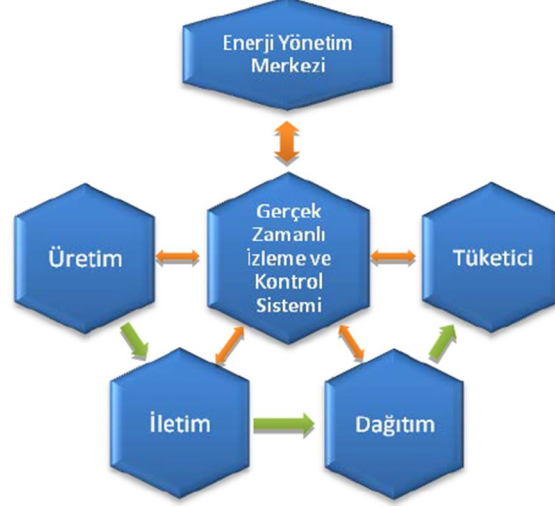 Enerji Yönetim
Merkezi
Gerçek
Zamanlı
İzleme ve
Kontrol
Sistemi
Üretim
Tüketici
İletim
Dağıtım